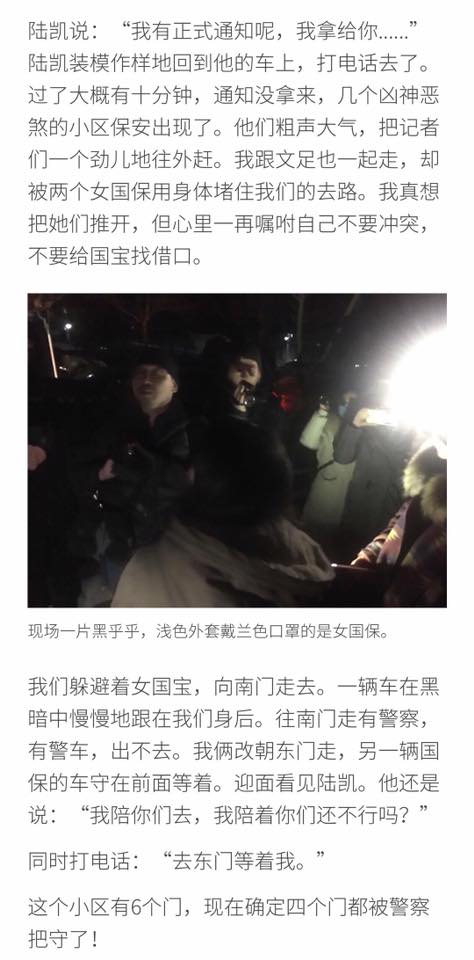 陆凯说：“我有正式通知呢，我拿给你......”
陆凯装模作样地回到他的车上，打电话去了。
过了大概有十分钟，通知没拿来，几个凶神恶
煞的小区保安出现了。他们粗声大气，把记者
们一个劲儿地往外赶。我跟文足也一起走，却
被两个女国保用身体堵住我们的去路。我真想
把她们推开，但心里一再嘱咐自己不要冲突，
不要给国宝找借口。
现场一片黑乎乎，浅色外套戴兰色口罩的是女国保。
我们躲避着女国宝，向南门走去。一辆车在黑
暗中慢慢地跟在我们身后。往南门走有警察，
有警车，出不去。我俩改朝东门走，另一辆国
保的车守在前面等着。迎面看见陆凯。他还是
说：“我陪你们去，我陪着你们还不行吗？”
同时打电话：“去东门等着我。”
这个小区有6个门，现在确定四个门都被警察
把守了！